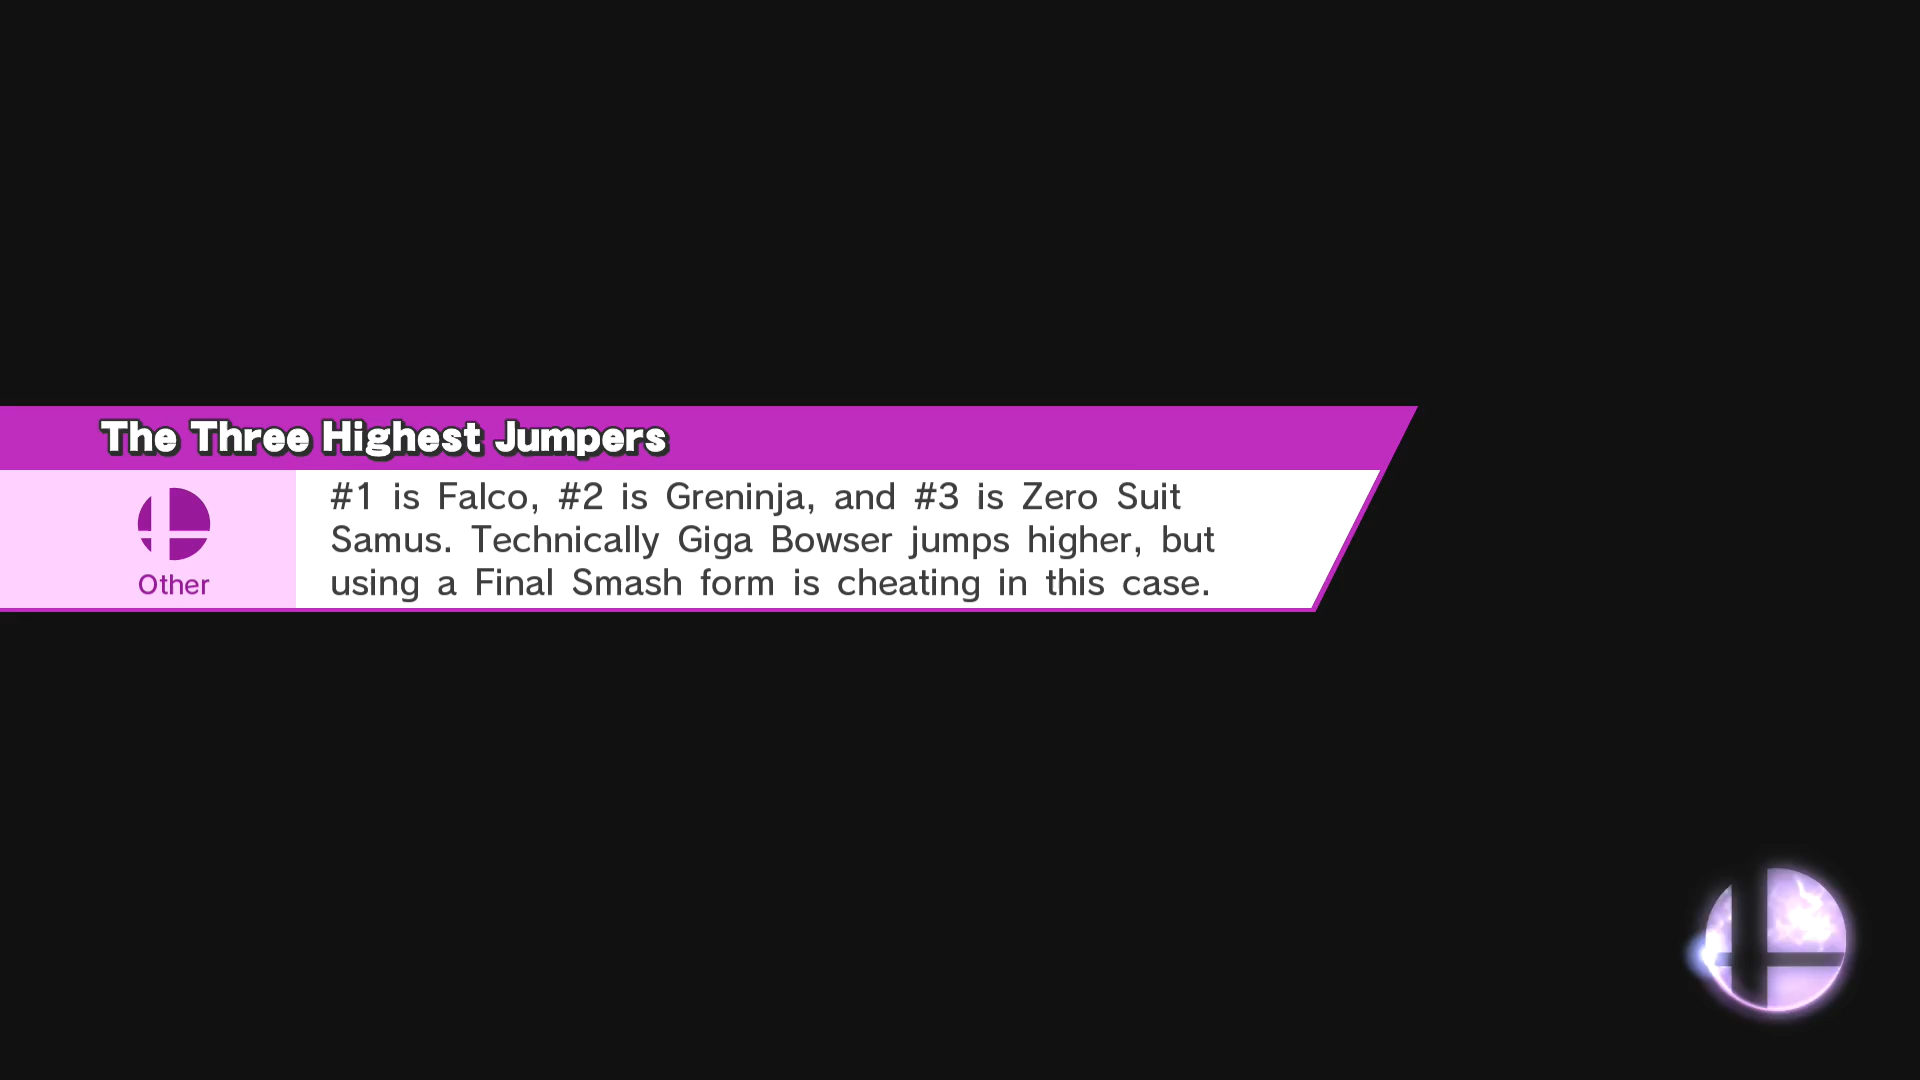 The Three Highest Jumpers
#1 is Falco, #2 is Greninja, and #3 is Zero Suit
Samus. Technically Giga Bowser jumps higher, but
using a Final Smash form is cheating in this case.
Other